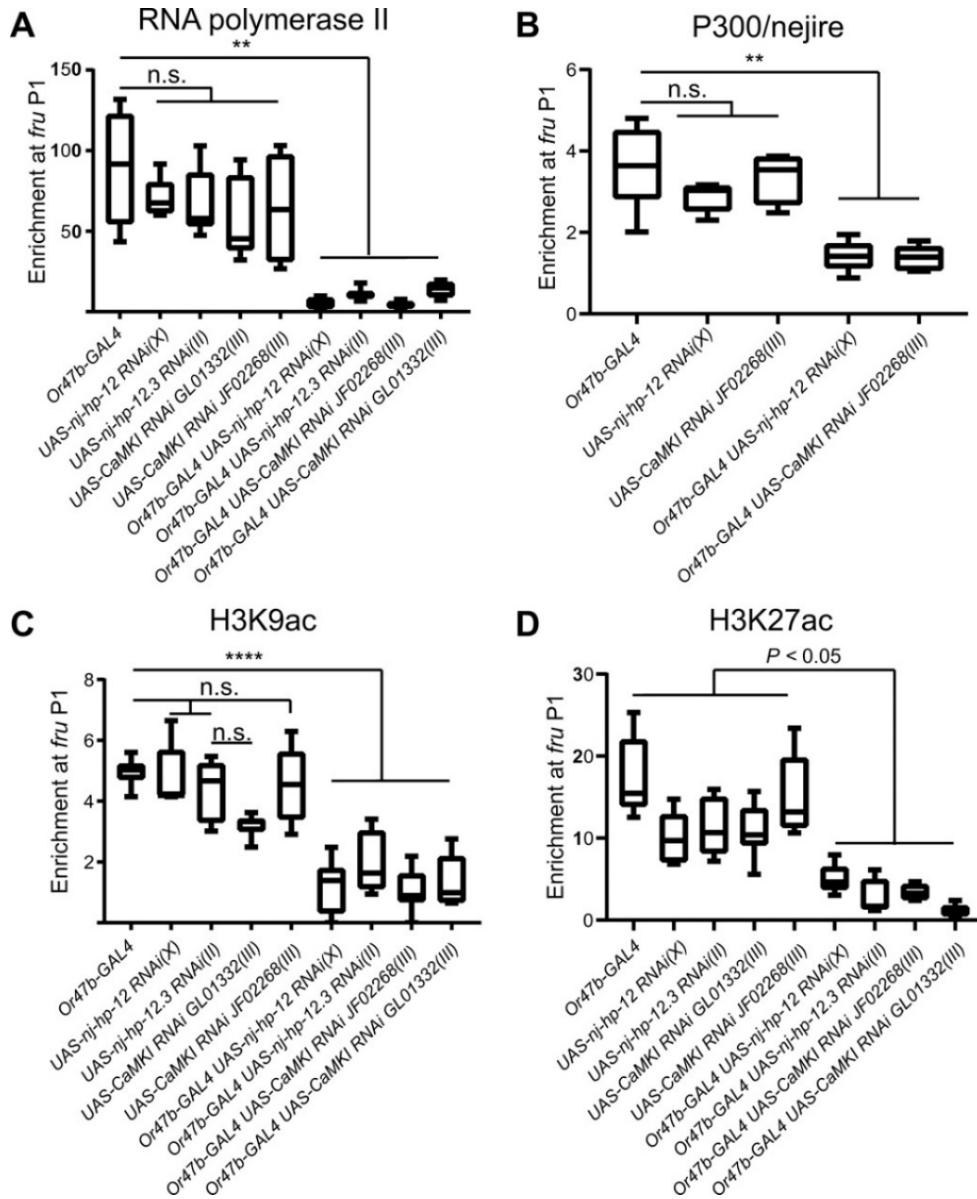 A
RNA polymerase II
**
n.s.
Enrichment at fru P1
150
100
50
Or47b-GAL4
UAS-nj-hp-12 RNAi(X)
UAS-nj-hp-12.3 RNAi(II)
UAS-CaMKI RNAi GL01332(III)
UAS-CaMKI RNAi JF02268(III)
Or47b-GAL4 UAS-nj-hp-12 RNAi(X)
Or47b-GAL4 UAS-nj-hp-12.3 RNAi(II)
Or47b-GAL4 UAS-CaMKI RNAi JF02268(III)
Or47b-GAL4 UAS-CaMKI RNAi GL01332(III)
B
P300/nejire
**
n.s.
Enrichment at fru P1
6
4
2
0
Or47b-GAL4
UAS-nj-hp-12 RNAi(X)
UAS-CaMKI RNAi JF02268(III)
Or47b-GAL4 UAS-nj-hp-12 RNAi(X)
Or47b-GAL4 UAS-CaMKI RNAi JF02268(III)
C
H3K9ac
****
n.s.
n.s.
Enrichment at fru P1
8
6
4
2
Or47b-GAL4
UAS-nj-hp-12 RNAi(X)
UAS-nj-hp-12.3 RNAi(II)
UAS-CaMKI RNAi GL01332(III)
UAS-CaMKI RNAi JF02268(III)
Or47b-GAL4 UAS-nj-hp-12 RNAi(X)
Or47b-GAL4 UAS-nj-hp-12.3 RNAi(II)
Or47b-GAL4 UAS-CaMKI RNAi JF02268(III)
Or47b-GAL4 UAS-CaMKI RNAi GL01332(III)
D
H3K27ac
P < 0.05
Enrichment at fru P1
30
20
10
0
Or47b-GAL4
UAS-nj-hp-12 RNAi(X)
UAS-nj-hp-12.3 RNAi(II)
UAS-CaMKI RNAi GL01332(III)
UAS-CaMKI RNAi JF02268(III)
Or47b-GAL4 UAS-nj-hp-12 RNAi(X)
Or47b-GAL4 UAS-nj-hp-12.3 RNAi(II)
Or47b-GAL4 UAS-CaMKI RNAi JF02268(III)
Or47b-GAL4 UAS-CaMKI RNAi GL01332(III)